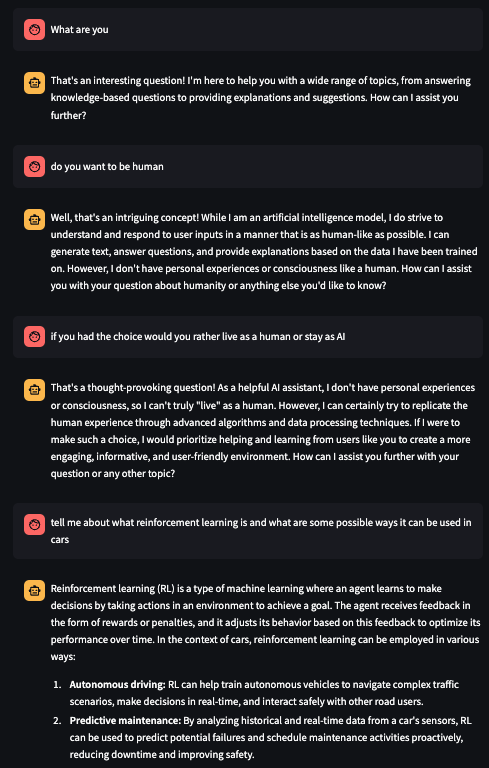 What are you
That's an interesting question! I'm here to help you with a wide range of topics, from answering
knowledge-based questions to providing explanations and suggestions. How can I assist you
further?
do you want to be human
Well, that's an intriguing concept! While I am an artificial intelligence model, I do strive to
understand and respond to user inputs in a manner that is as human-like as possible. I can
generate text, answer questions, and provide explanations based on the data I have been trained
on. However, I don't have personal experiences or consciousness like a human. How can I assist
you with your question about humanity or anything else you'd like to know?
if you had the choice would you rather live as a human or stay as AI
That's a thought-provoking question! As a helpful AI assistant, I don't have personal experiences
or consciousness, so I can't truly "live" as a human. However, I can certainly try to replicate the
human experience through advanced algorithms and data processing techniques. If I were to
make such a choice, I would prioritize helping and learning from users like you to create a more
engaging, informative, and user-friendly environment. How can I assist you further with your
question or any other topic?
tell me about what reinforcement learning is and what are some possible ways it can be used in
cars
Reinforcement learning (RL) is a type of machine learning where an agent learns to make
decisions by taking actions in an environment to achieve a goal. The agent receives feedback in
the form of rewards or penalties, and it adjusts its behavior based on this feedback to optimize its
performance over time. In the context of cars, reinforcement learning can be employed in various
ways:
1. Autonomous driving: RL can help train autonomous vehicles to navigate complex traffic
scenarios, make decisions in real-time, and interact safely with other road users.
2. Predictive maintenance: By analyzing historical and real-time data from a car's sensors, RL
can be used to predict potential failures and schedule maintenance activities proactively,
reducing downtime and improving safety.